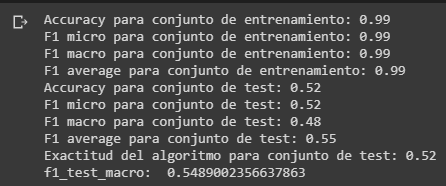 Accuracy para conjunto de entrenamiento: 0.99
F1 micro para conjunto de entrenamiento: 0.99
F1 macro para conjunto de entrenamiento: 0.99
F1 average para conjunto de entrenamiento: 0.99
Accuracy para conjunto de test: 0.52
F1 micro para conjunto de test: 0.52
F1 macro para conjunto de test: 0.48
F1 average para conjunto de test: 0.55
Exactitud del algoritmo para conjunto de test: 0.52
f1_test_macro:  0.5489002356637863